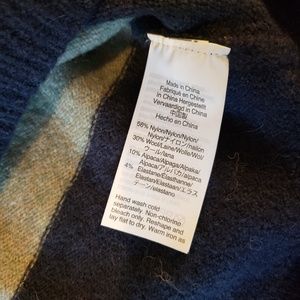 Made in China
Fabriqué en Chine
in China Hergestellt
Vervaardigd in China
中国製
Hecho en China
56% Nylon/Nylon/Nylon/
Nylon/ナイロン/nailon
30% Wool/Laine/Wolle/Wol/
ウール/lana
10% Alpaca/Alpaga/Alpaka/
Alpaca/アルパカ/alpaca
4% Elastane/Elasthanne/
Elastan/Elastaan/エラス
テーン/elastano
Hand wash cold
separately. Non-chlorine
bleach only. Reshape and
lay flat to dry. Warm iron as